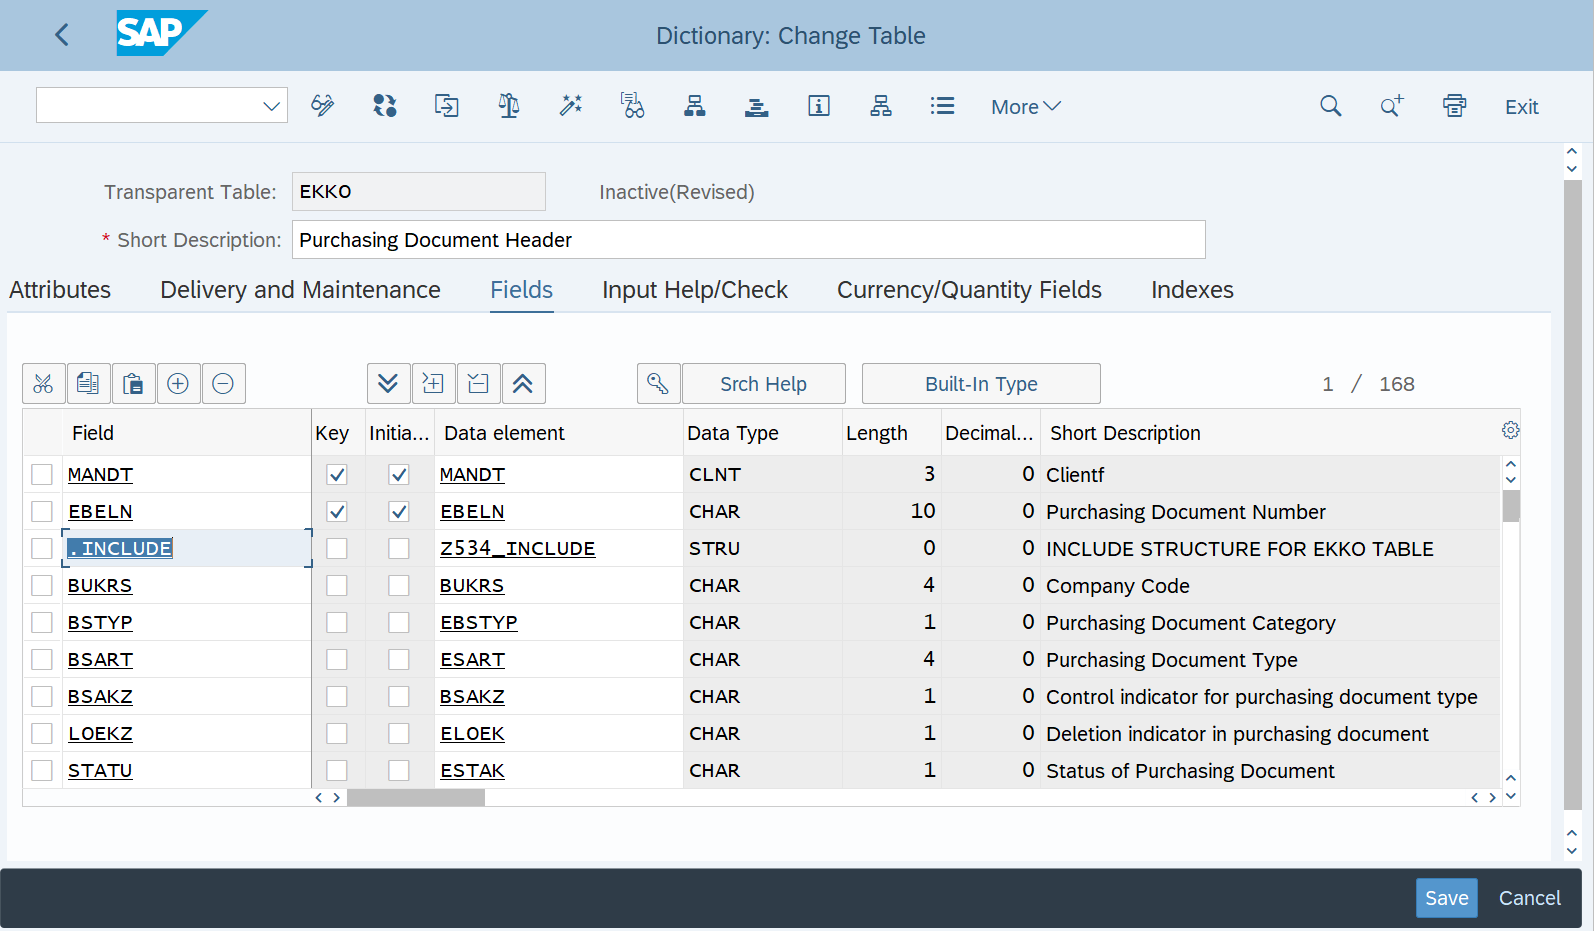 SAP
Dictionary: Change Table
More
Exit
Transparent Table: EKKO Inactive(Revised)
* Short Description: Purchasing Document Header
Attributes Delivery and Maintenance Fields Input Help/Check Currency/Quantity Fields Indexes
Srch Help Built-In Type 1 / 168
Field Key Initia... Data element Data Type Length Decimal... Short Description
MANDT MANDT CLNT 3 0 Clientf
EBELN EBELN CHAR 10 0 Purchasing Document Number
.INCLUDE Z534_INCLUDE STRU 0 0 INCLUDE STRUCTURE FOR EKKO TABLE
BUKRS BUKRS CHAR 4 0 Company Code
BSTYP EBSTYP CHAR 1 0 Purchasing Document Category
BSART ESART CHAR 4 0 Purchasing Document Type
BSAKZ BSAKZ CHAR 1 0 Control indicator for purchasing document type
LOEKZ ELOEK CHAR 1 0 Deletion indicator in purchasing document
STATU ESTAK CHAR 1 0 Status of Purchasing Document
Save Cancel